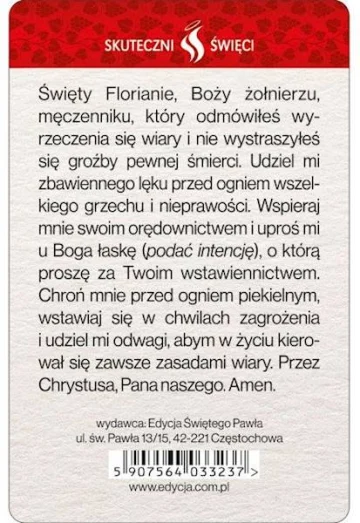 SKUTECZNI ŚWIĘCI
Święty Florianie, Boży żołnierzu,
męczenniku, który odmówiłeś wy-
rzeczenia się wiary i nie wystraszyłeś
się groźby pewnej śmierci. Udziel mi
zbawiennego lęku przed ogniem wszel-
kiego grzechu i nieprawości. Wspieraj
mnie swoim orędownictwem i uproś mi
u Boga łaskę (podać intencję), o którą
proszę za Twoim wstawiennictwem.
Chroń mnie przed ogniem piekielnym,
wstawiaj się w chwilach zagrożenia
i udziel mi odwagi, abym w życiu kiero-
wał się zawsze zasadami wiary. Przez
Chrystusa, Pana naszego. Amen.
wydawca: Edycja Świętego Pawła
ul. św. Pawła 13/15, 42-221 Częstochowa
5 907564 033237 >
www.edycja.com.pl